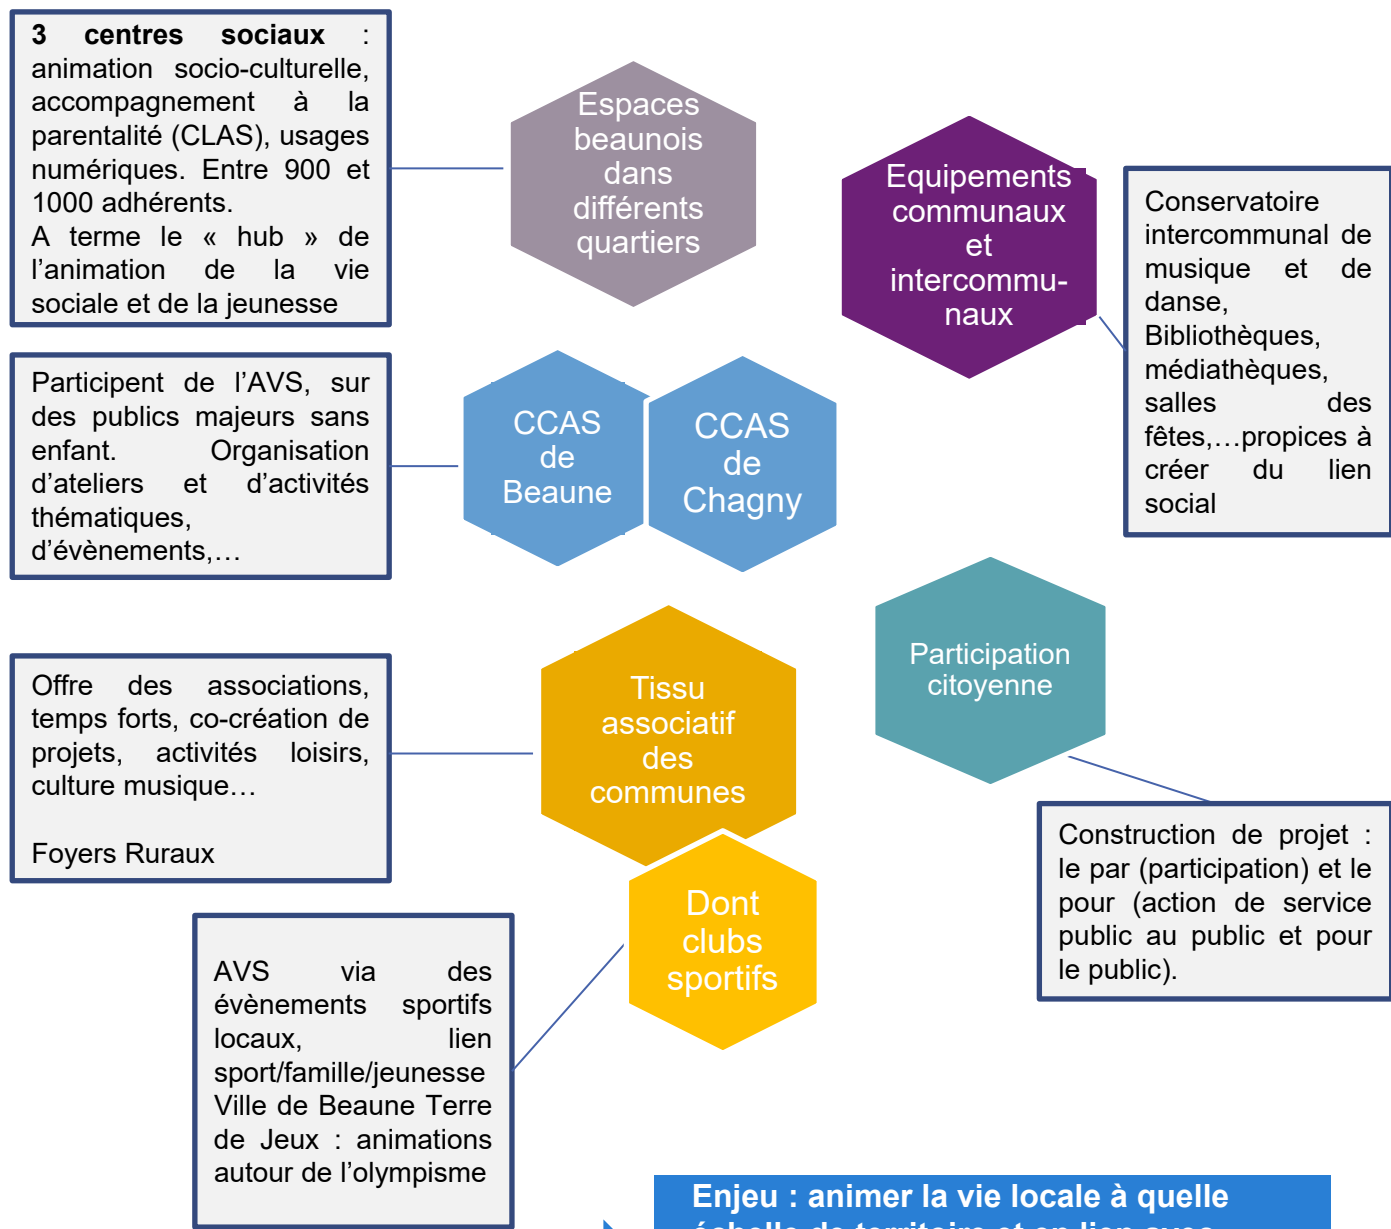 3 centres sociaux :
animation socio-culturelle,
accompagnement à la
parentalité (CLAS), usages
numériques. Entre 900 et
1000 adhérents.
A terme le « hub » de
l’animation de la vie
sociale et de la jeunesse
Espaces
beaunois
dans
différents
quartiers
Equipements
communaux
et
intercommu-
naux
Conservatoire
intercommunal de
musique et de
danse,
Bibliothèques,
médiathèques,
salles des
fêtes,…propices à
créer du lien
social
Participent de l’AVS, sur
des publics majeurs sans
enfant. Organisation
d’ateliers et d’activités
thématiques,
d’évènements,…
CCAS
de
Beaune
CCAS
de
Chagny
Offre des associations,
temps forts, co-création de
projets, activités loisirs,
culture musique…
Foyers Ruraux
Tissu
associatif
des
communes
Participation
citoyenne
Construction de projet :
le par (participation) et le
pour (action de service
public au public et pour
le public).
Dont
clubs
sportifs
AVS via des
évènements sportifs
locaux, lien
sport/famille/jeunesse
Ville de Beaune Terre
de Jeux : animations
autour de l’olympisme
Enjeu : animer la vie locale à quelle
échelle de territoire et en lien avec